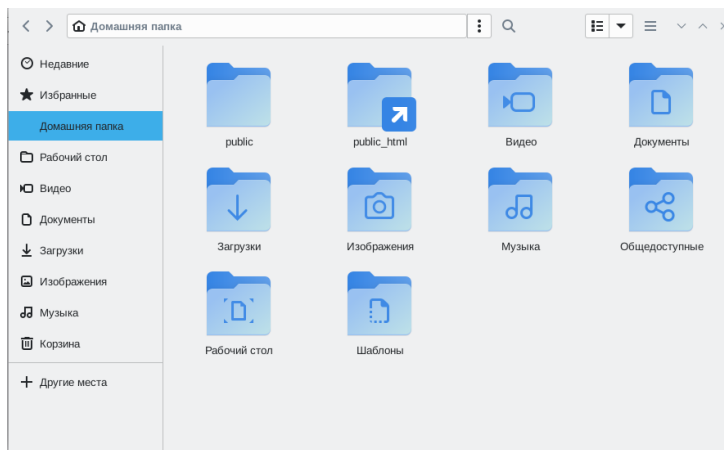 Домашняя папка
Недавние
Избранные
Домашняя папка
Рабочий стол
Видео
Документы
Загрузки
Изображения
Музыка
Корзина
Другие места
public
public_html
Видео
Документы
Загрузки
Изображения
Музыка
Общедоступные
Рабочий стол
Шаблоны